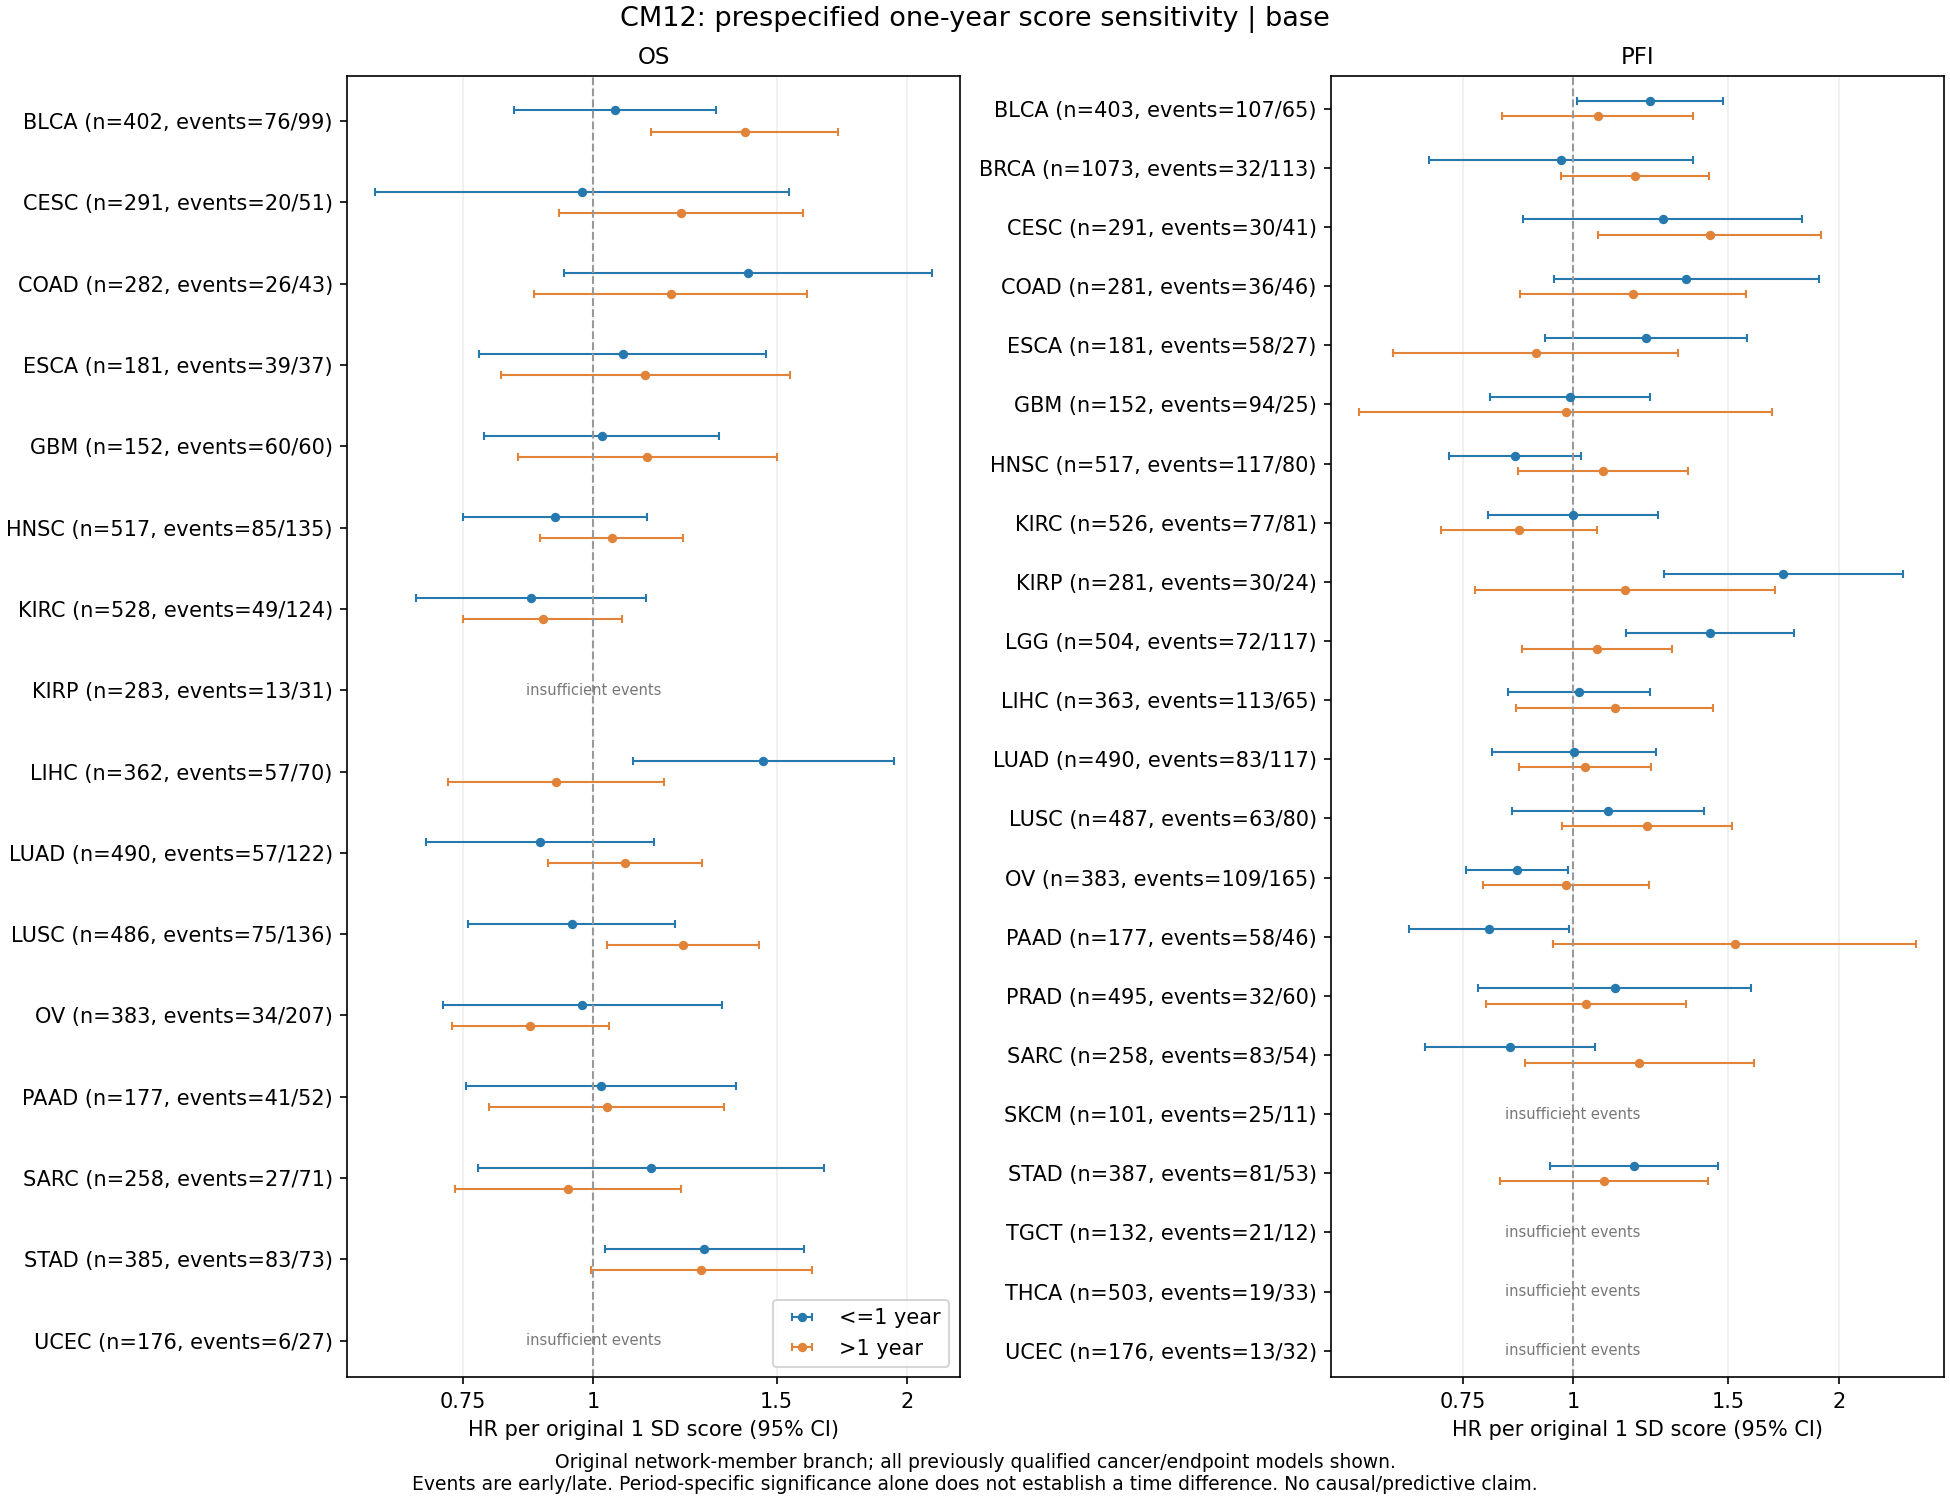 CM12: prespecified one-year score sensitivity | base
OS
BLCA (n=402, events=76/99)
CESC (n=291, events=20/51)
COAD (n=282, events=26/43)
ESCA (n=181, events=39/37)
GBM (n=152, events=60/60)
HNSC (n=517, events=85/135)
KIRC (n=528, events=49/124)
KIRP (n=283, events=13/31)
insufficient events
LIHC (n=362, events=57/70)
LUAD (n=490, events=57/122)
LUSC (n=486, events=75/136)
OV (n=383, events=34/207)
PAAD (n=177, events=41/52)
SARC (n=258, events=27/71)
STAD (n=385, events=83/73)
UCEC (n=176, events=6/27)
insufficient events
<=1 year
>1 year
0.75 1 1.5 2
HR per original 1 SD score (95% CI)
PFI
BLCA (n=403, events=107/65)
BRCA (n=1073, events=32/113)
CESC (n=291, events=30/41)
COAD (n=281, events=36/46)
ESCA (n=181, events=58/27)
GBM (n=152, events=94/25)
HNSC (n=517, events=117/80)
KIRC (n=526, events=77/81)
KIRP (n=281, events=30/24)
LGG (n=504, events=72/117)
LIHC (n=363, events=113/65)
LUAD (n=490, events=83/117)
LUSC (n=487, events=63/80)
OV (n=383, events=109/165)
PAAD (n=177, events=58/46)
PRAD (n=495, events=32/60)
SARC (n=258, events=83/54)
SKCM (n=101, events=25/11)
insufficient events
STAD (n=387, events=81/53)
TGCT (n=132, events=21/12)
insufficient events
THCA (n=503, events=19/33)
insufficient events
UCEC (n=176, events=13/32)
insufficient events
0.75 1 1.5 2
HR per original 1 SD score (95% CI)
Original network-member branch; all previously qualified cancer/endpoint models shown.
Events are early/late. Period-specific significance alone does not establish a time difference. No causal/predictive claim.